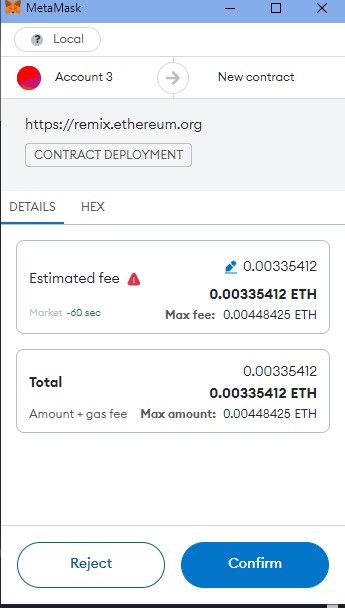 MetaMask
? Local
Account 3 New contract
https://remix.ethereum.org
CONTRACT DEPLOYMENT
DETAILS HEX
Estimated fee 0.00335412
0.00335412 ETH
Market ~60 sec Max fee: 0.00448425 ETH
0.00335412
Total 0.00335412 ETH
Amount + gas fee Max amount: 0.00448425 ETH
Reject Confirm